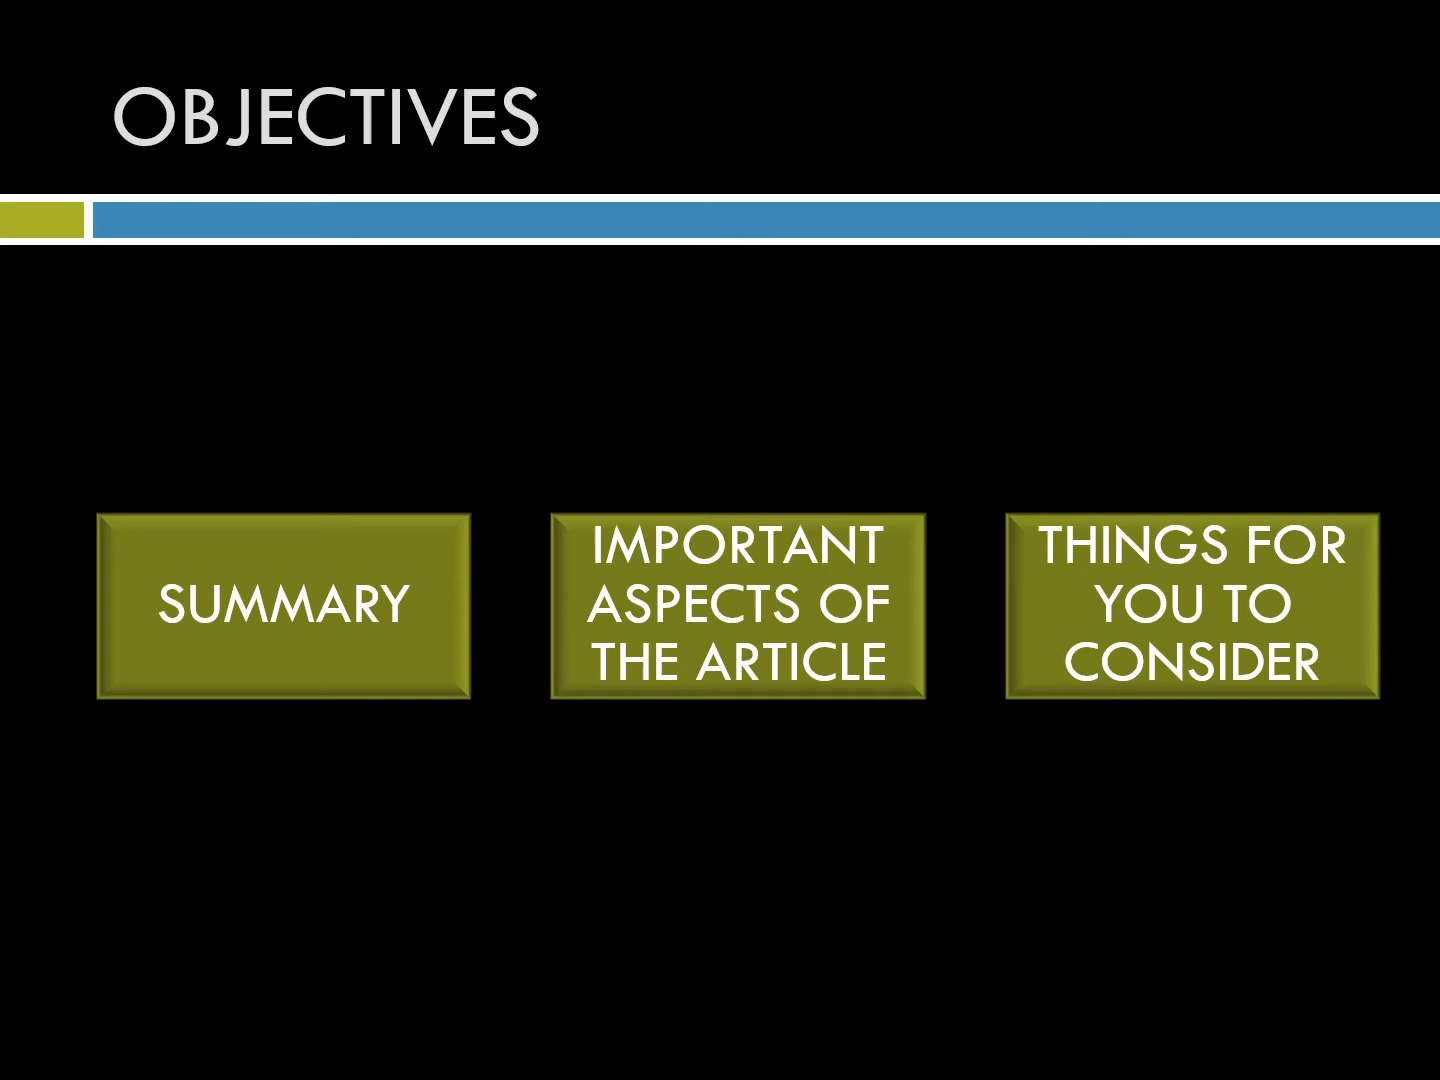 OBJECTIVES
SUMMARY
IMPORTANT
ASPECTS OF
THE ARTICLE
THINGS FOR
YOU TO
CONSIDER